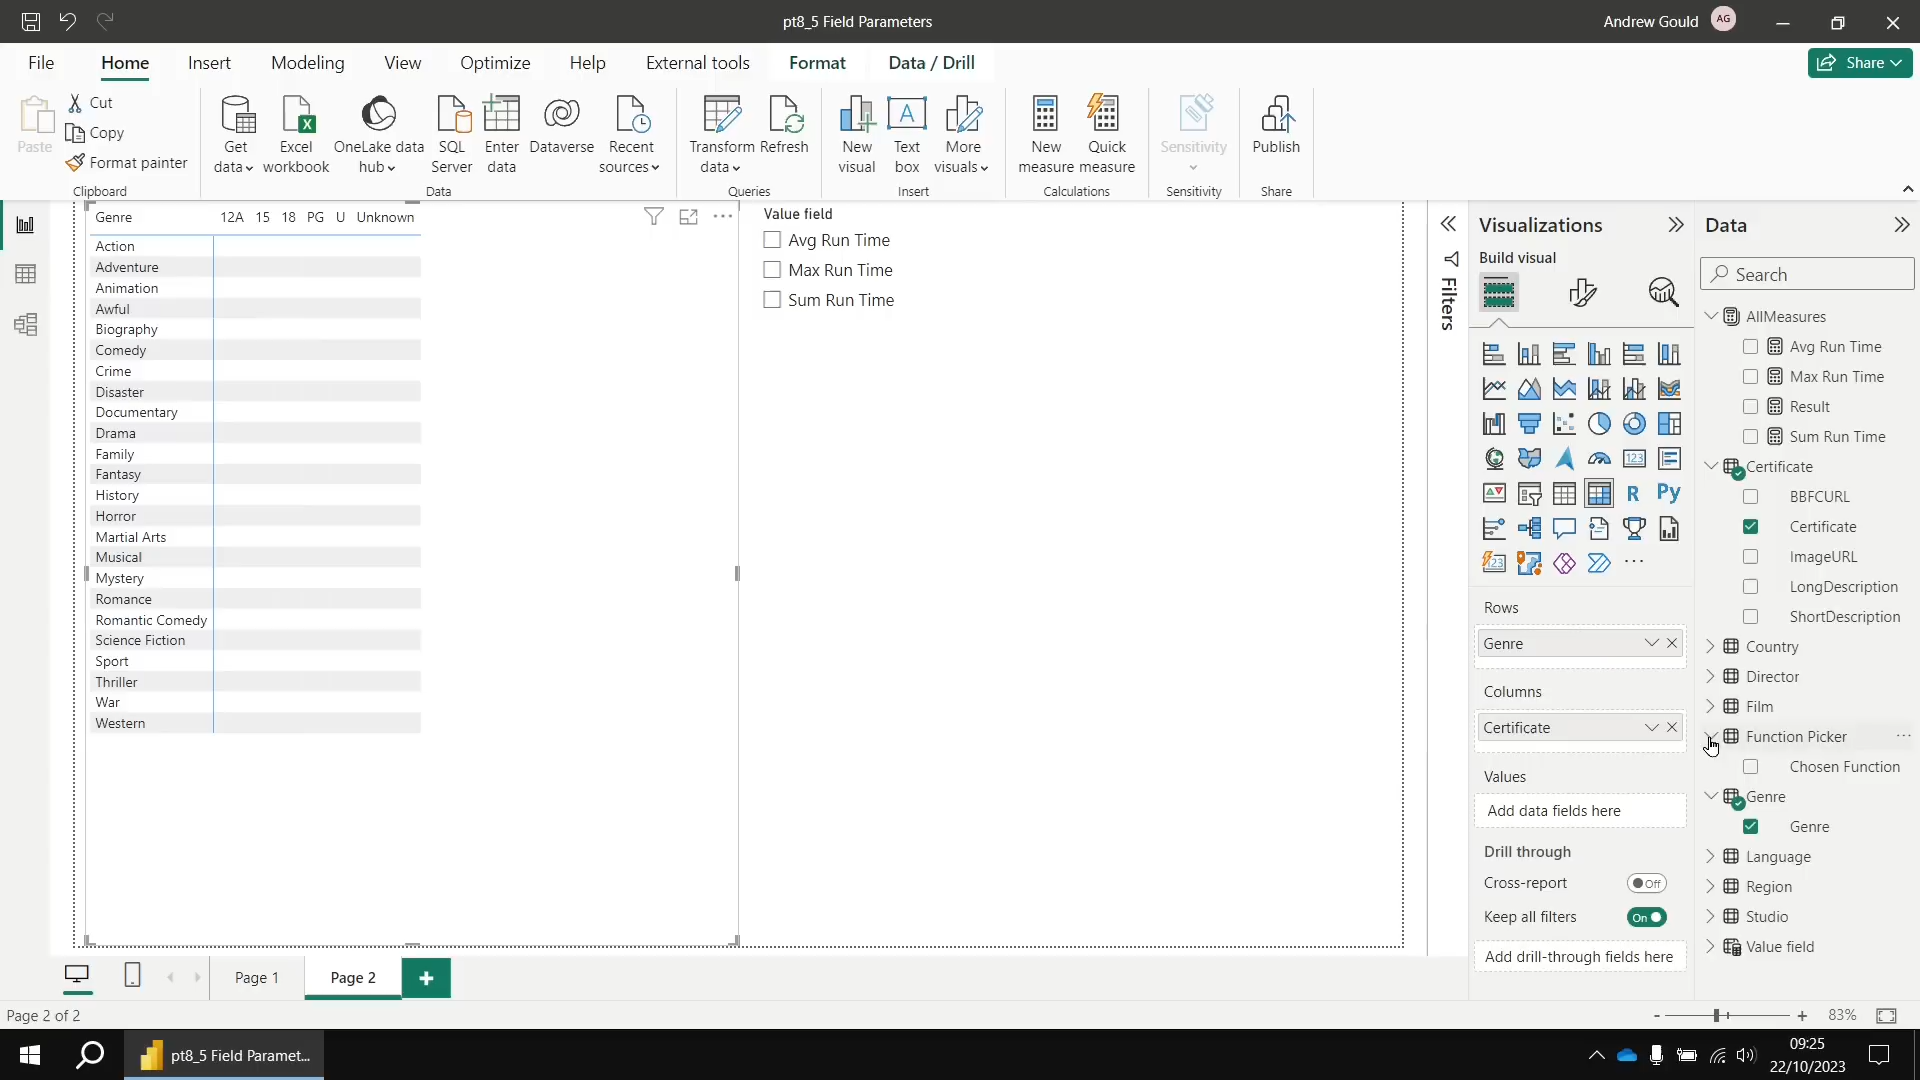 pt8_5 Field Parameters
Andrew Gould
AG
File
Home
Insert
Modeling
View
Optimize
Help
External tools
Format
Data / Drill
Share
Paste
Cut
Copy
Format painter
Clipboard
Get
data
Excel
workbook
OneLake data
hub
SQL
Server
Enter
data
Dataverse
Recent
sources
Data
Transform
data
Refresh
Queries
New
visual
Text
box
More
visuals
Insert
New
measure
Quick
measure
Calculations
Sensitivity
Sensitivity
Publish
Share
Genre 12A 15 18 PG U Unknown
Action
Adventure
Animation
Awful
Biography
Comedy
Crime
Disaster
Documentary
Drama
Family
Fantasy
History
Horror
Martial Arts
Musical
Mystery
Romance
Romantic Comedy
Science Fiction
Sport
Thriller
War
Western
Value field
Avg Run Time
Max Run Time
Sum Run Time
Filters
Visualizations
Build visual
123
R
Py
123
Rows
Genre
Columns
Certificate
Values
Add data fields here
Drill through
Cross-report
Off
Keep all filters
On
Add drill-through fields here
Data
Search
AllMeasures
Avg Run Time
Max Run Time
Result
Sum Run Time
Certificate
BBFCURL
Certificate
ImageURL
LongDescription
ShortDescription
Country
Director
Film
Function Picker
Chosen Function
Genre
Genre
Language
Region
Studio
Value field
Page 1
Page 2
Page 2 of 2
83%
pt8_5 Field Paramet...
09:25
22/10/2023